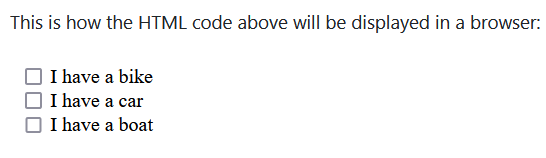 This is how the HTML code above will be displayed in a browser:
I have a bike
I have a car
I have a boat